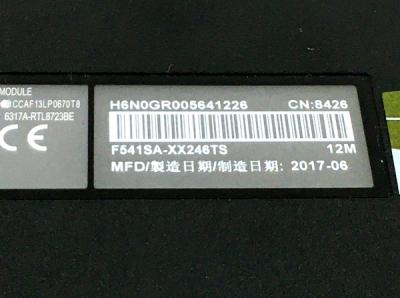 MODULE
CCAF13LP0670T8
6317A-RTL8723BE
CE
H6N0GR005641226 CN:8426
F541SA-XX246TS 12M
MFD/製造日期/制造日期: 2017-06